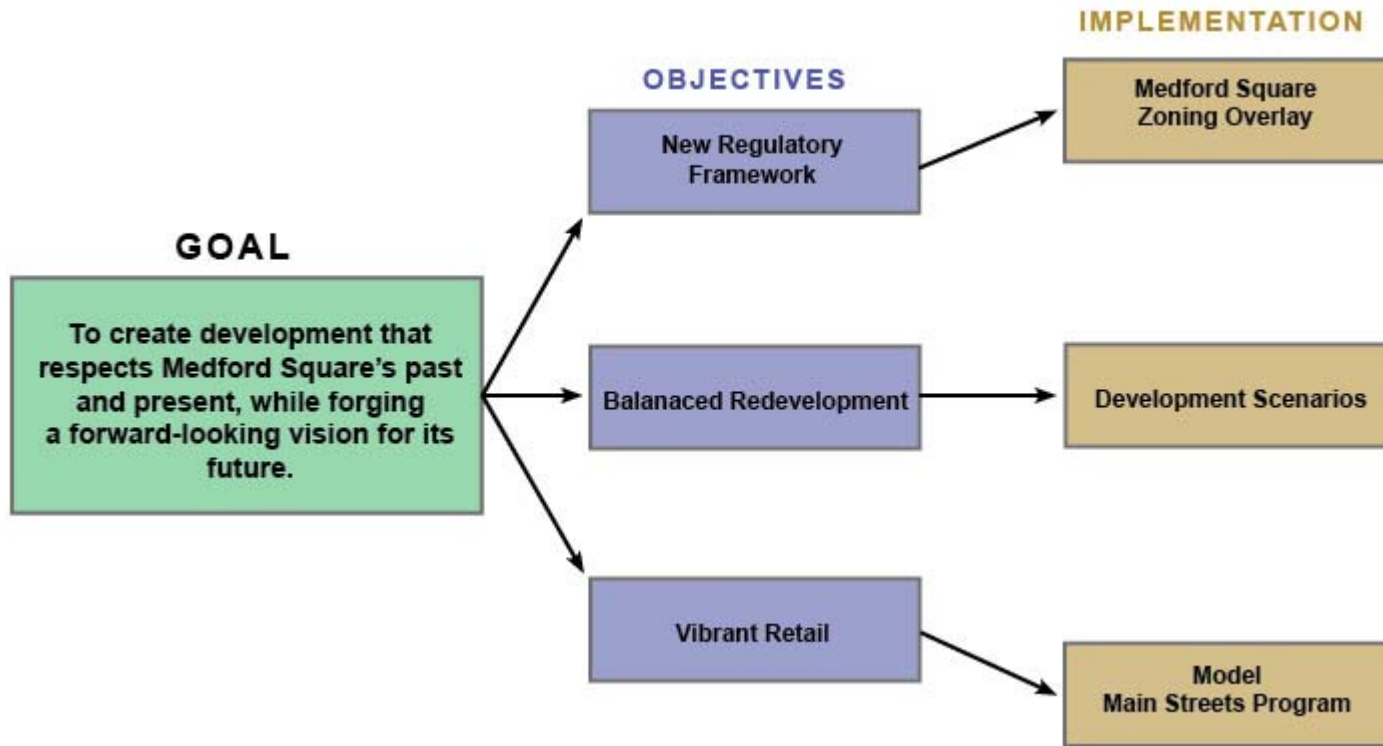 IMPLEMENTATION
OBJECTIVES
Medford Square
Zoning Overlay
New Regulatory
Framework
GOAL
To create development that
respects Medford Square's past
and present, while forging
a forward-looking vision for its
future.
Balanaced Redevelopment
Development Scenarios
Vibrant Retail
Model
Main Streets Program